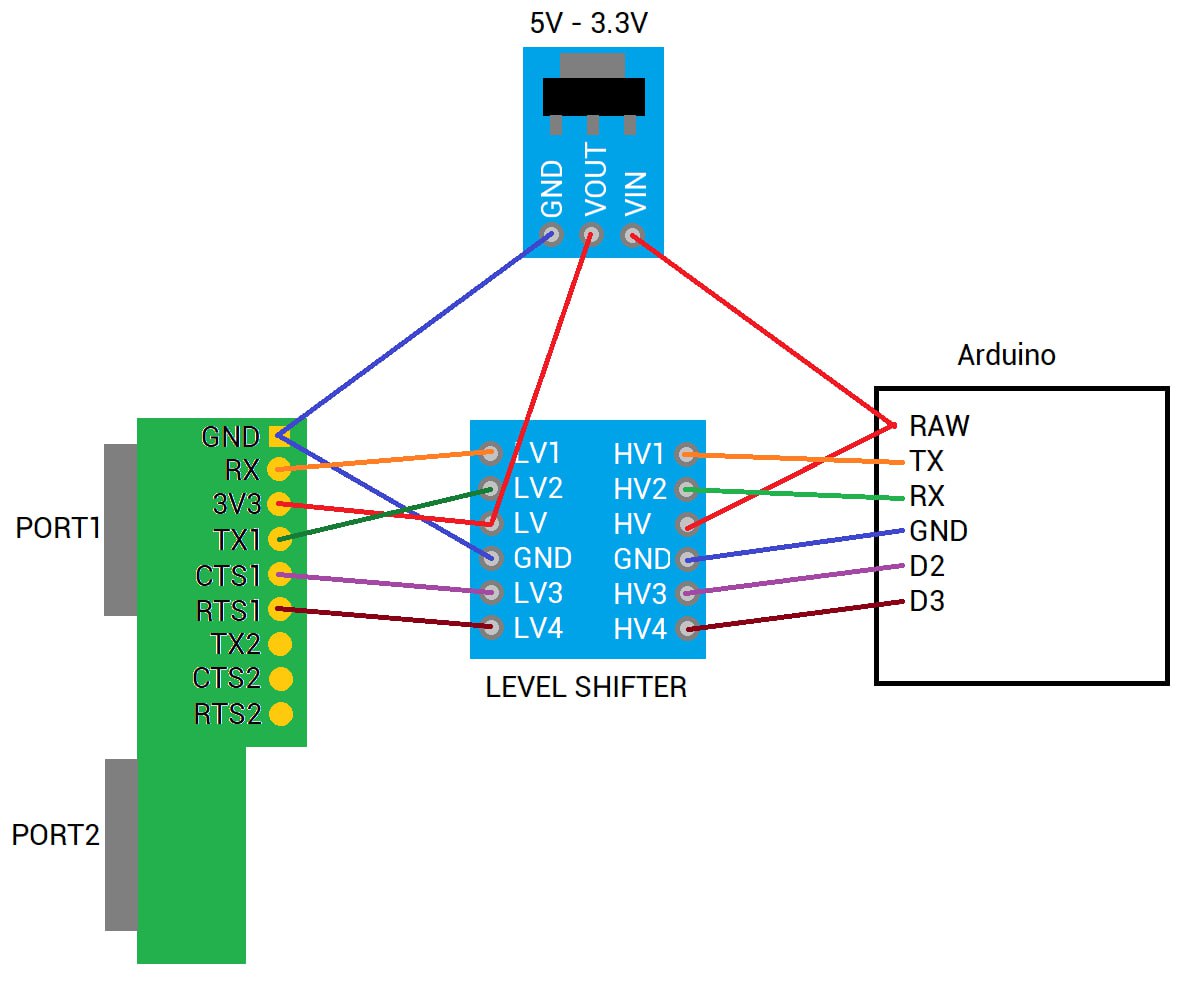 5V - 3.3V
GND
VOUT
VIN
Arduino
RAW
TX
RX
GND
D2
D3
PORT1
GND
RX
3V3
TX1
CTS1
RTS1
TX2
CTS2
RTS2
LV1 HV1
LV2 HV2
LV HV
GND GND
LV3 HV3
LV4 HV4
LEVEL SHIFTER
PORT2